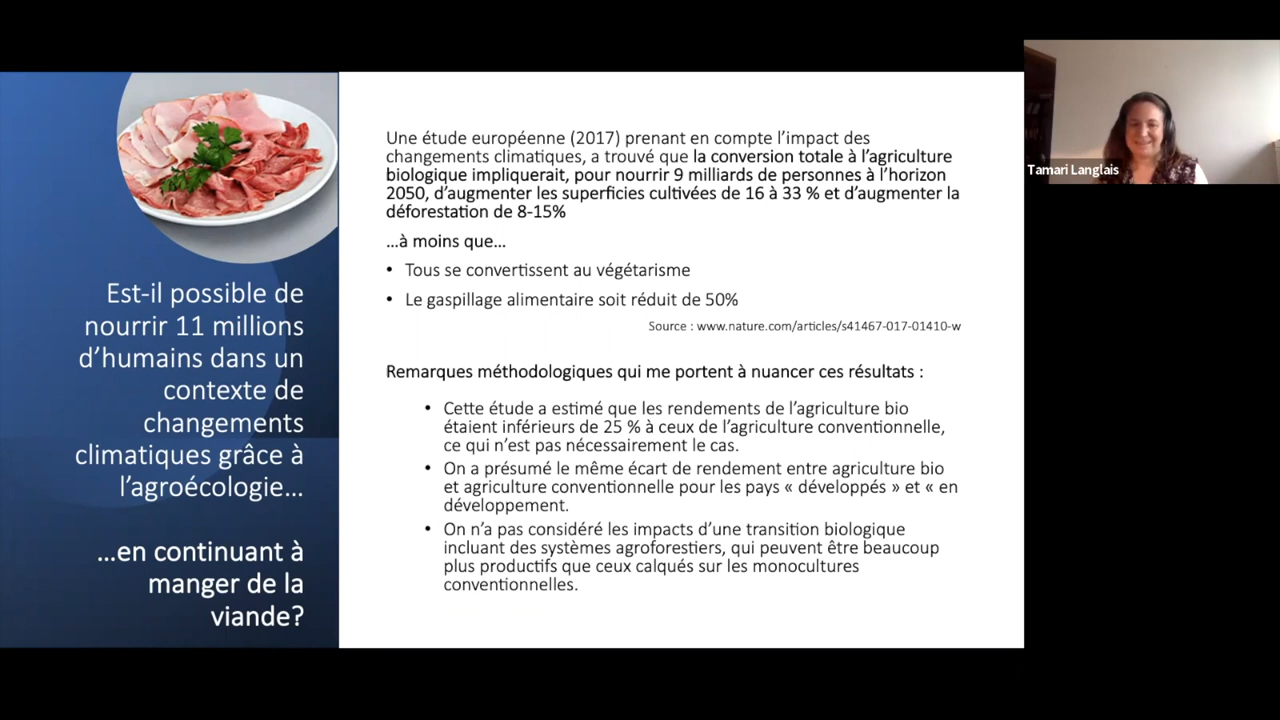 Est-il possible de
nourrir 11 millions
d’humains dans un
contexte de
changements
climatiques grâce à
l’agroécologie…
…en continuant à
manger de la
viande?
Une étude européenne (2017) prenant en compte l’impact des
changements climatiques, a trouvé que la conversion totale à l’agriculture
biologique impliquerait, pour nourrir 9 milliards de personnes à l’horizon
2050, d’augmenter les superficies cultivées de 16 à 33 % et d’augmenter la
déforestation de 8-15%
…à moins que…
• Tous se convertissent au végétarisme
• Le gaspillage alimentaire soit réduit de 50%
Source : www.nature.com/articles/s41467-017-01410-w
Remarques méthodologiques qui me portent à nuancer ces résultats :
• Cette étude a estimé que les rendements de l’agriculture bio
étaient inférieurs de 25 % à ceux de l’agriculture conventionnelle,
ce qui n’est pas nécessairement le cas.
• On a présumé le même écart de rendement entre agriculture bio
et agriculture conventionnelle pour les pays « développés » et « en
développement.
• On n’a pas considéré les impacts d’une transition biologique
incluant des systèmes agroforestiers, qui peuvent être beaucoup
plus productifs que ceux calqués sur les monocultures
conventionnelles.
Tamari Langlais